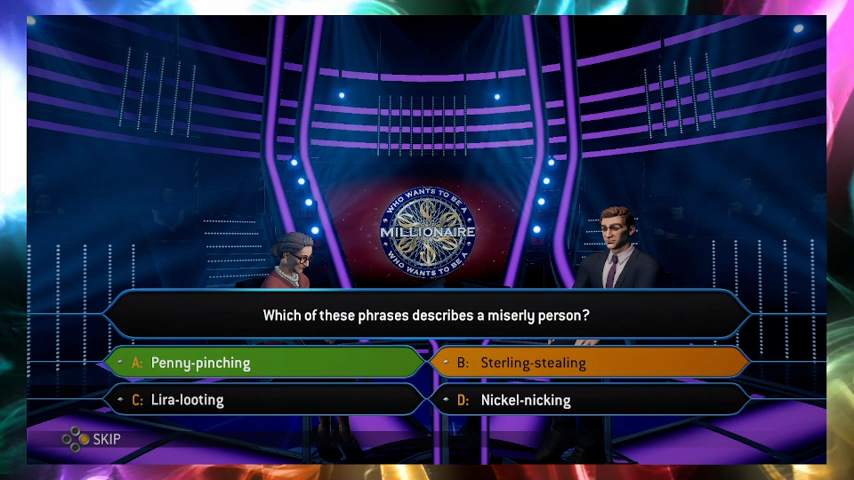 WHO WANTS TO BE A
MILLIONAIRE
WHO WANTS TO BE A
Which of these phrases describes a miserly person?
A: Penny-pinching
B: Sterling-stealing
C: Lira-looting
D: Nickel-nicking
SKIP